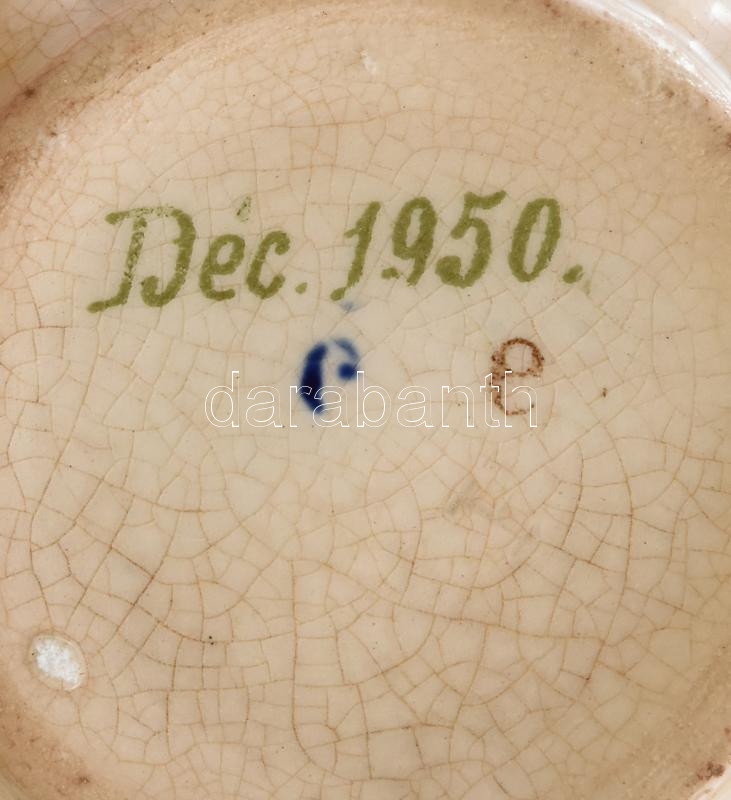 Déc. 1950.
C e
darabanth